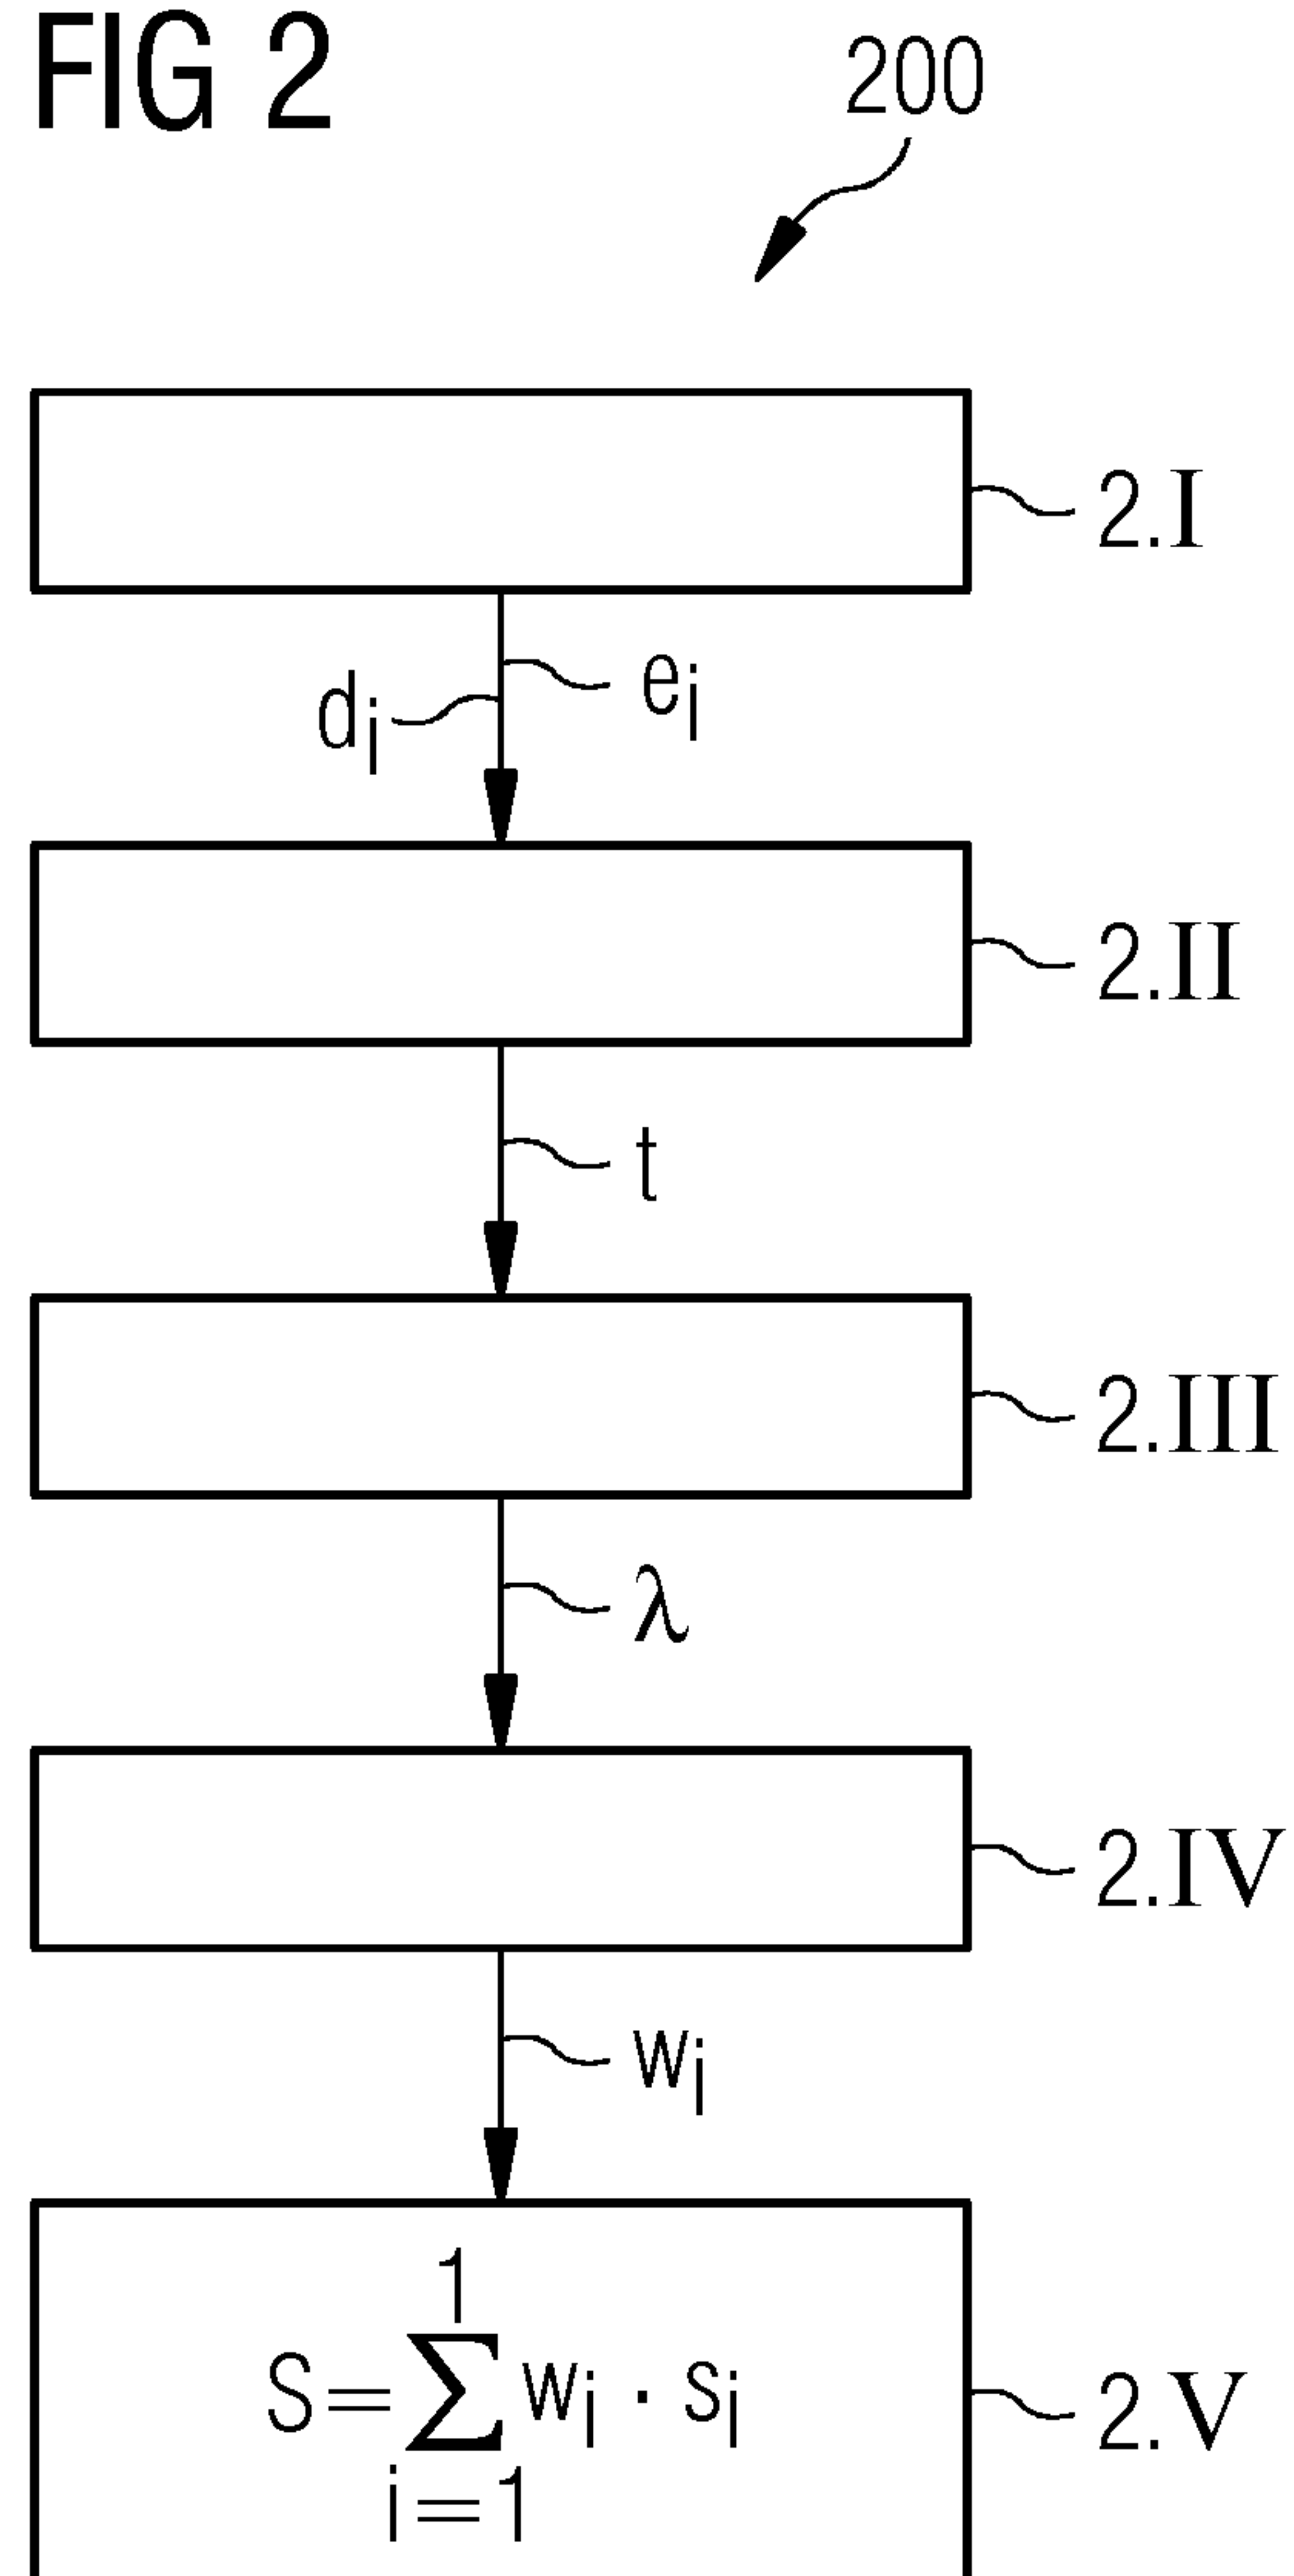 FIG 2
200
2.I
d_i
e_i
2.II
t
2.III
λ
2.IV
w_i
1
S=∑w_i · s_i
i=1
2.V